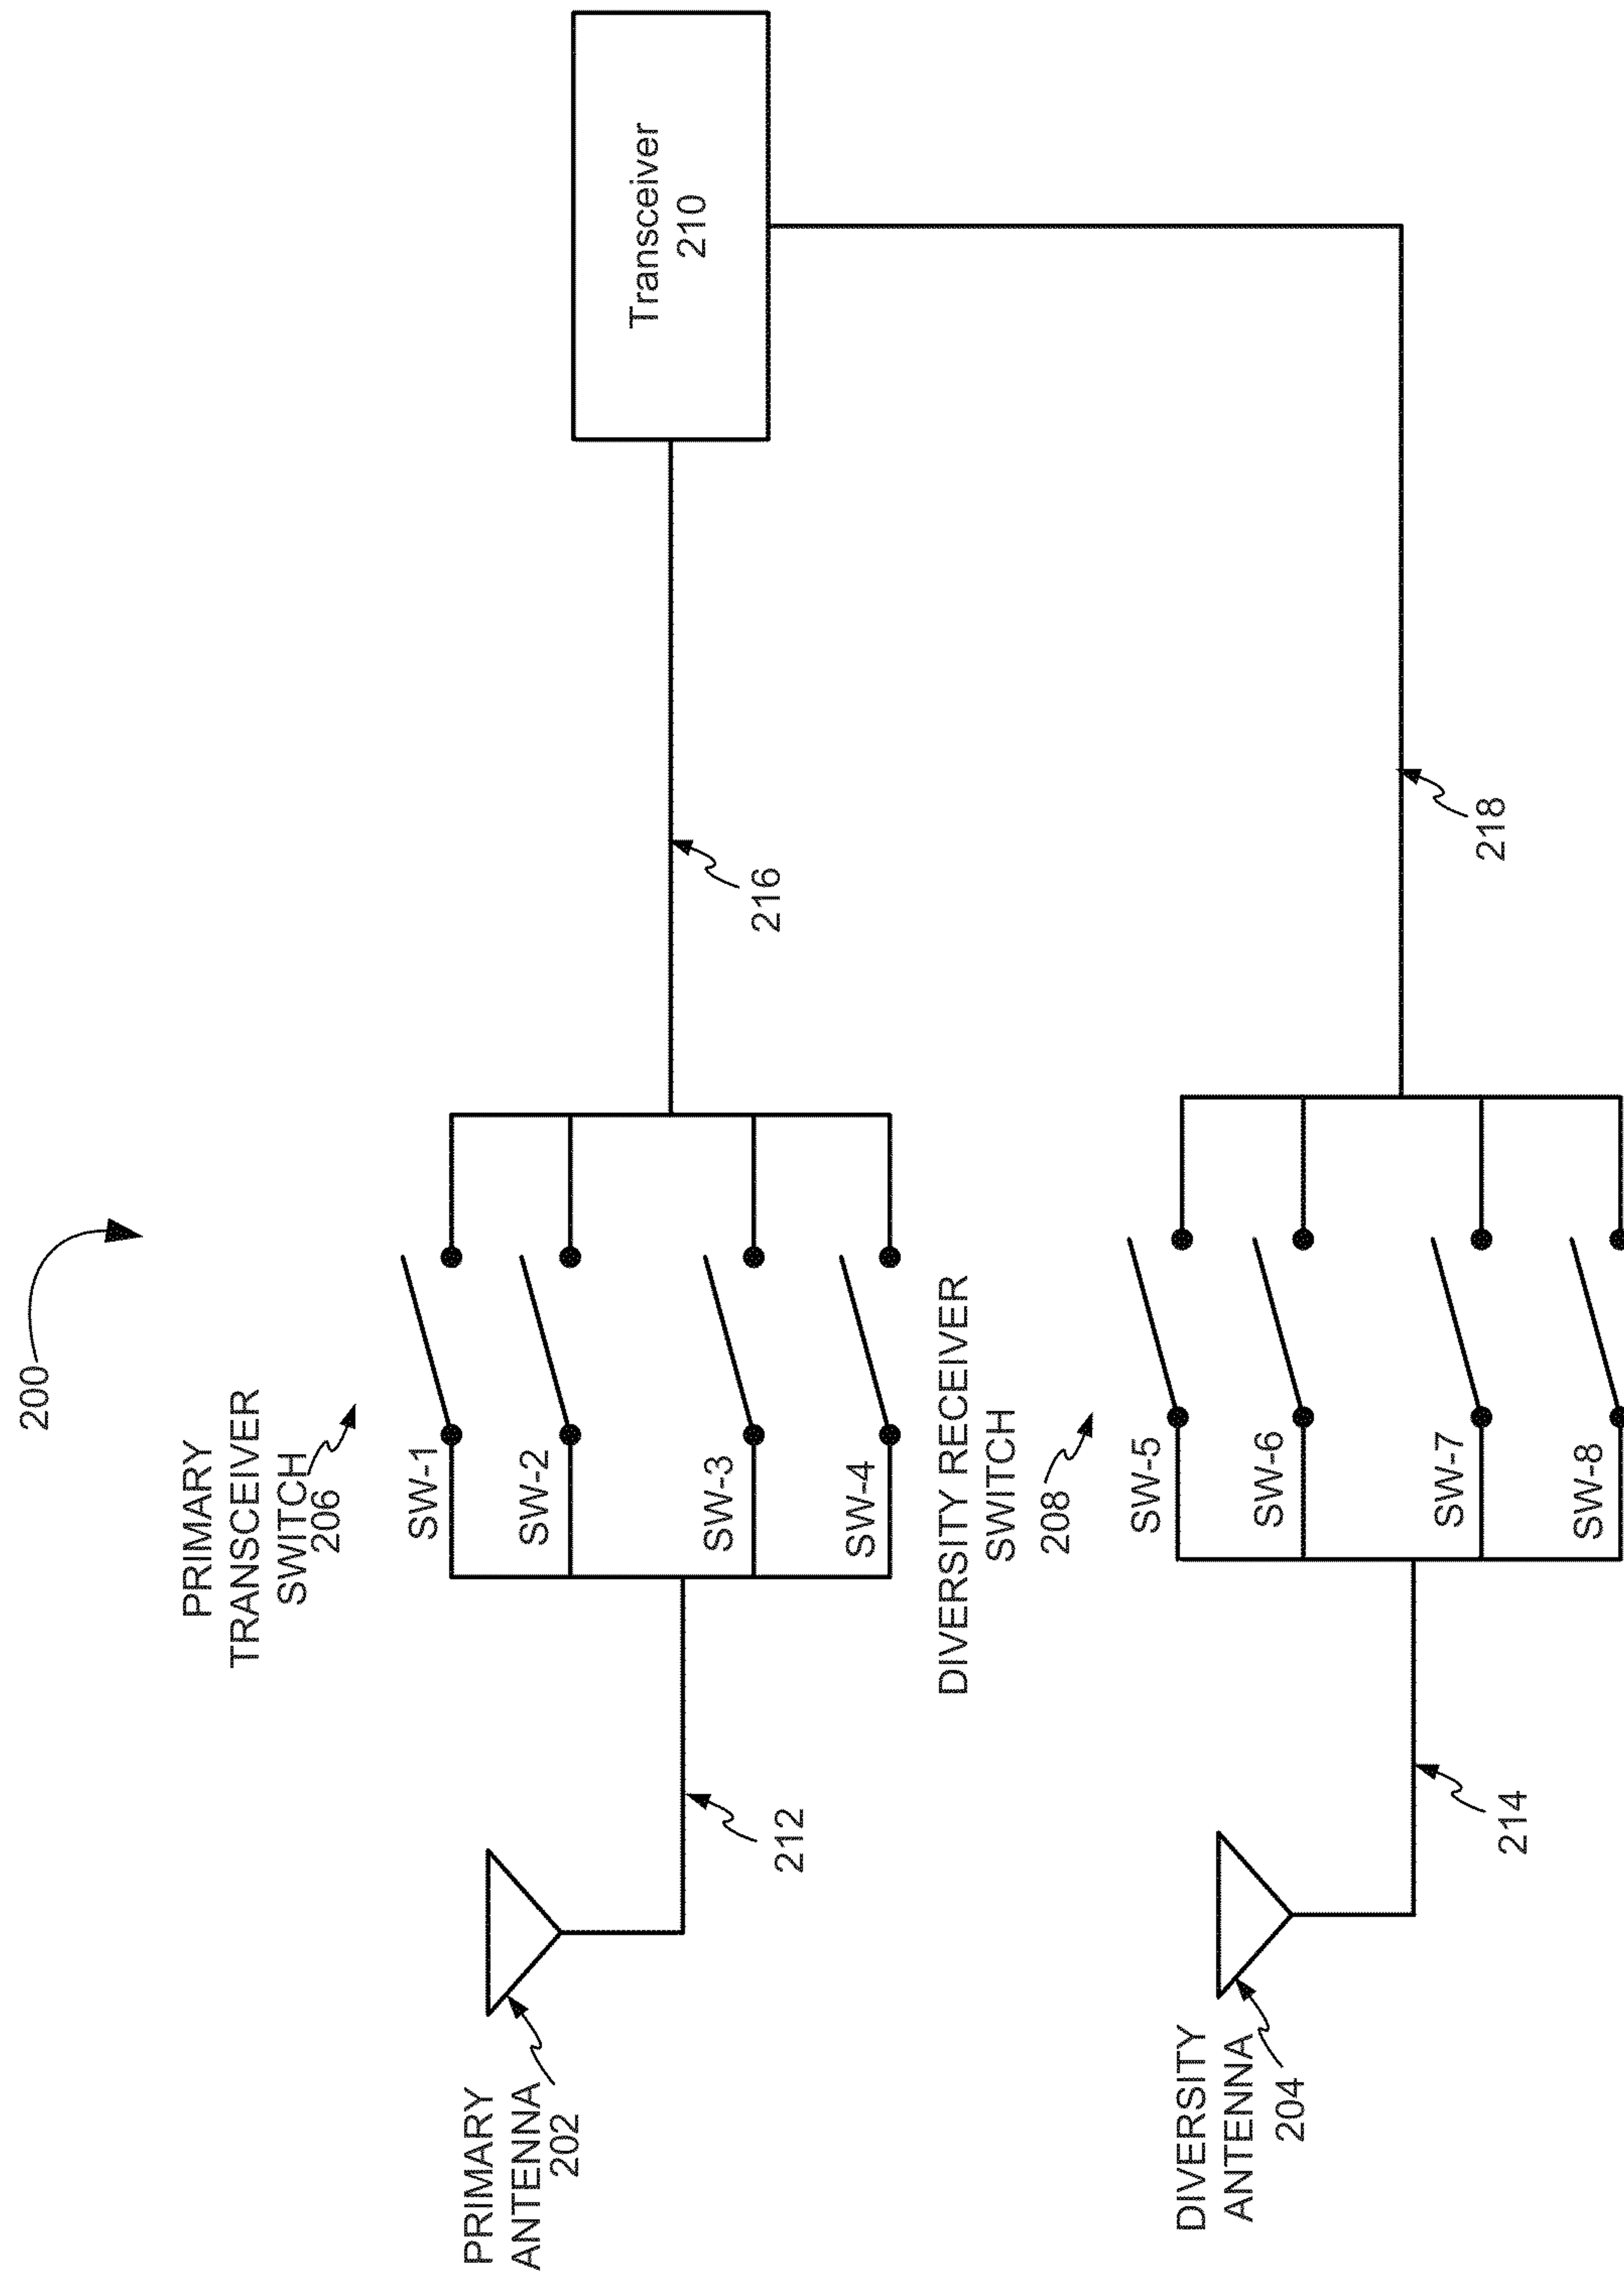 200
PRIMARY
TRANSCEIVER
SWITCH
206
SW-1
SW-2
SW-3
SW-4
Transceiver
210
216
PRIMARY
ANTENNA
202
212
DIVERSITY RECEIVER
SWITCH
208
SW-5
SW-6
SW-7
SW-8
218
DIVERSITY
ANTENNA
204
214